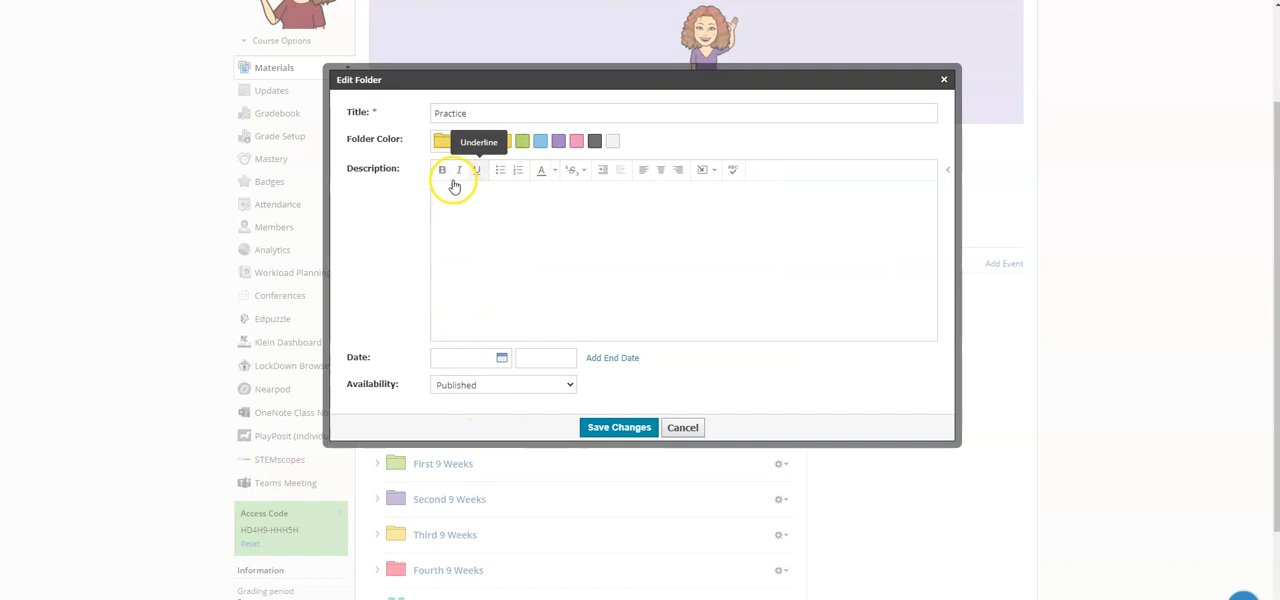 Course Options
Materials
Updates
Gradebook
Grade Setup
Mastery
Badges
Attendance
Members
Analytics
Workload Planning
Conferences
Edpuzzle
Klein Dashboard
LockDown Browse
Nearpod
OneNote Class No
PlayPosit (Individu
STEMscopes
Teams Meeting
Access Code
HD4H9-HHH5H
Reset
Information
Grading period
Edit Folder
Title: *
Practice
Folder Color:
Underline
Description:
B I U A S ABC
Date:
Add End Date
Availability:
Published
Save Changes
Cancel
Add Event
First 9 Weeks
Second 9 Weeks
Third 9 Weeks
Fourth 9 Weeks